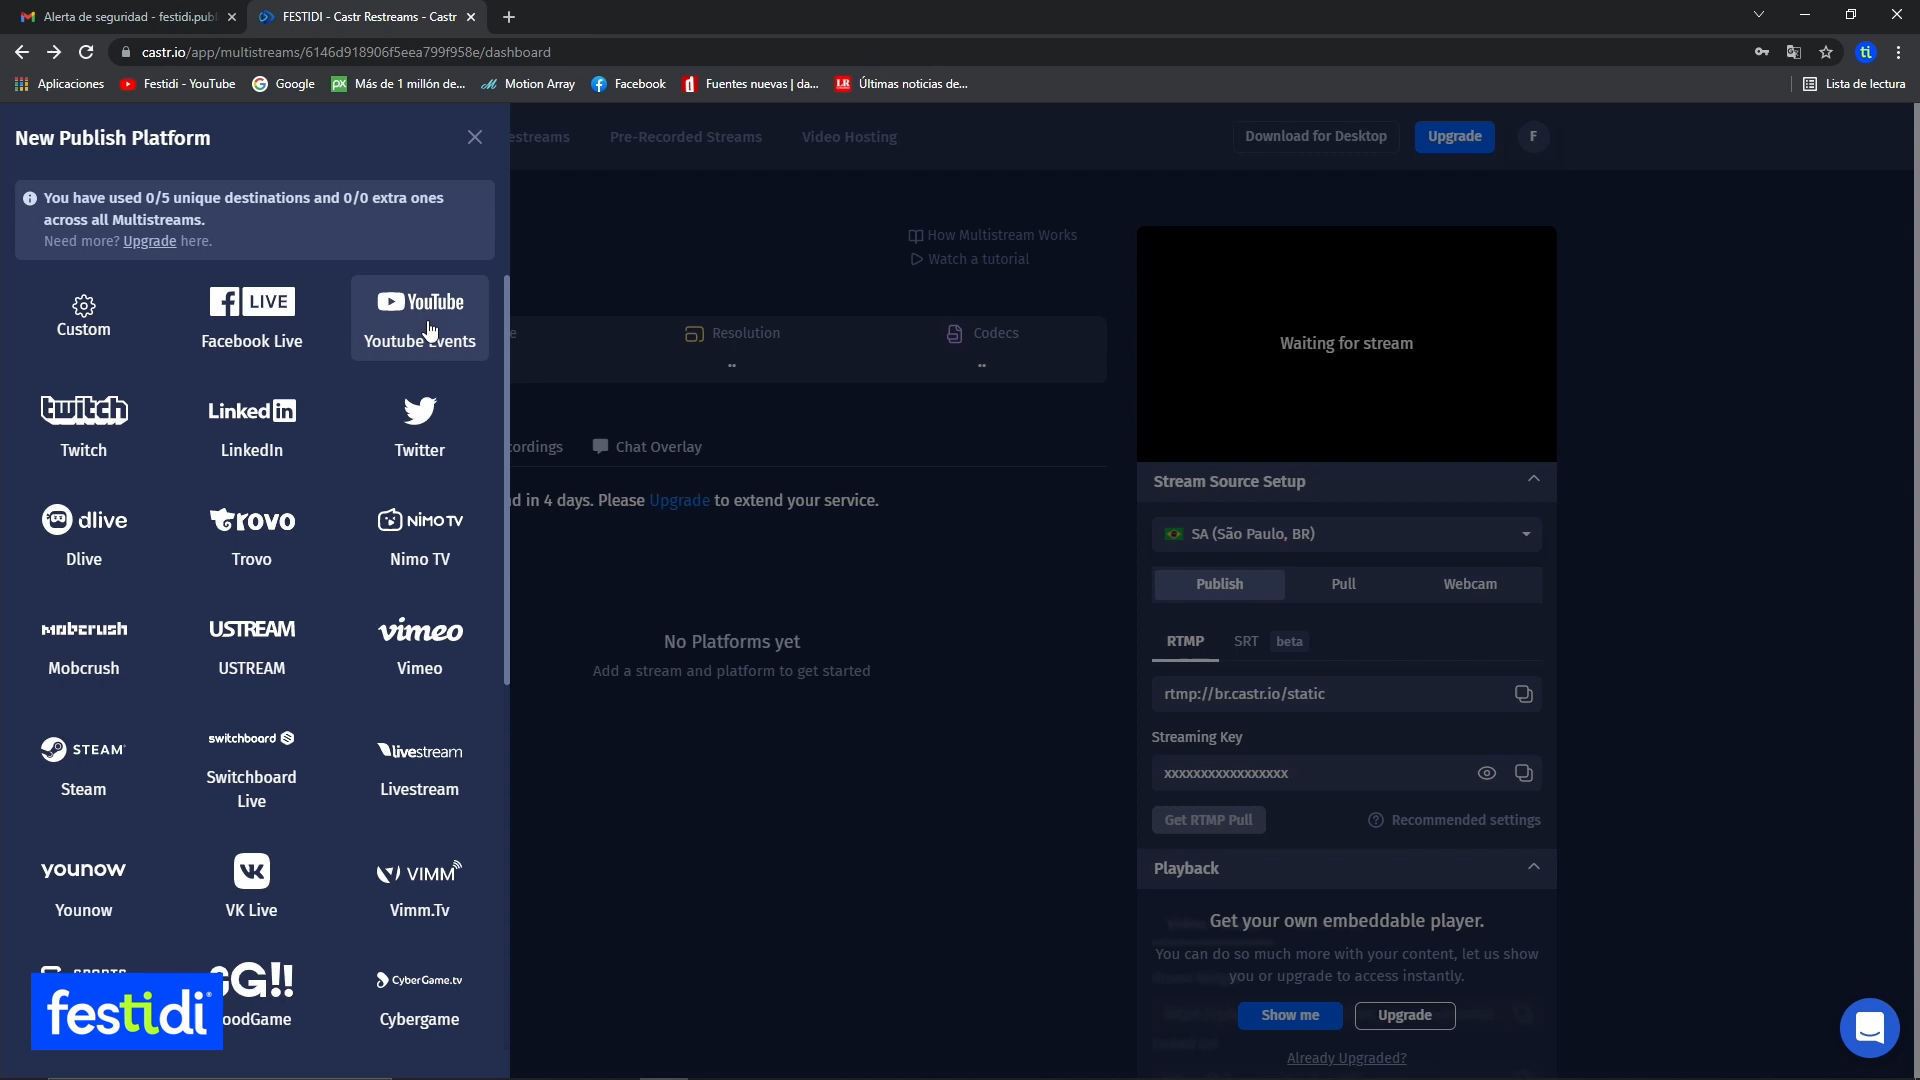 Alerta de seguridad - festidi.publ
FESTIDI - Castr Restreams - Castr
castr.io/app/multistreams/6146d918906f5eea799f958e/dashboard
ti
Aplicaciones
Festidi - YouTube
Google
Más de 1 millón de...
Motion Array
Facebook
Fuentes nuevas | da...
Últimas noticias de...
Lista de lectura
New Publish Platform
estreams
Pre-Recorded Streams
Video Hosting
Download for Desktop
Upgrade
F
You have used 0/5 unique destinations and 0/0 extra ones
across all Multistreams.
Need more? Upgrade here.
How Multistream Works
Watch a tutorial
Custom
LIVE
Facebook Live
YouTube
Youtube Events
e
Resolution
--
Codecs
--
Waiting for stream
twitch
Twitch
Linked in
LinkedIn
Twitter
cordings
Chat Overlay
d in 4 days. Please Upgrade to extend your service.
Stream Source Setup
SA (São Paulo, BR)
Publish
Pull
Webcam
dlive
Dlive
trovo
Trovo
NIMO TV
Nimo TV
No Platforms yet
Add a stream and platform to get started
RTMP
SRT
beta
rtmp://br.castr.io/static
Streaming Key
xxxxxxxxxxxxxxxxx
Get RTMP Pull
Recommended settings
mobcrush
Mobcrush
USTREAM
USTREAM
vimeo
Vimeo
STEAM
Steam
switchboard
Switchboard
Live
livestream
Livestream
Playback
Get your own embeddable player.
You can do so much more with your content, let us show
you or upgrade to access instantly.
Show me
Upgrade
Already Upgraded?
younow
Younow
VK
VK Live
VIMM
Vimm.Tv
GG!!
oodGame
CyberGame.tv
Cybergame
festidi